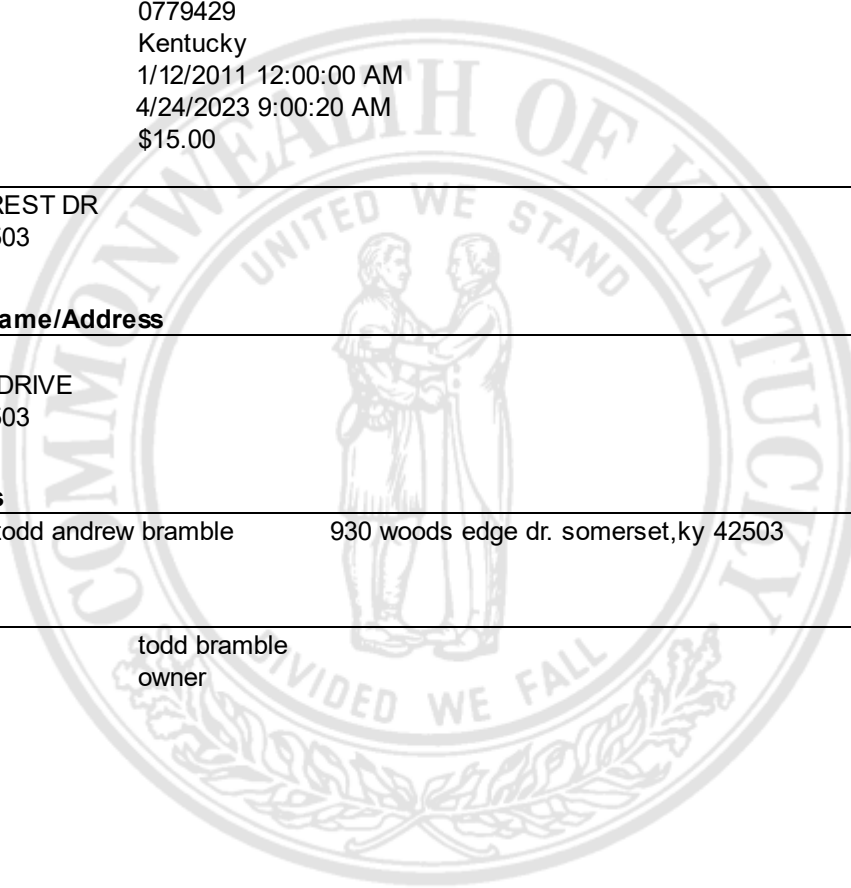 0779429
Kentucky
1/12/2011 12:00:00 AM
4/24/2023 9:00:20 AM
$15.00
REST DR
503
ame/Address
DRIVE
503
s
todd andrew bramble 930 woods edge dr. somerset,ky 42503
todd bramble
owner
COMMONWEALTH OF KENTUCKY
UNITED WE STAND
DIVIDED WE FALL